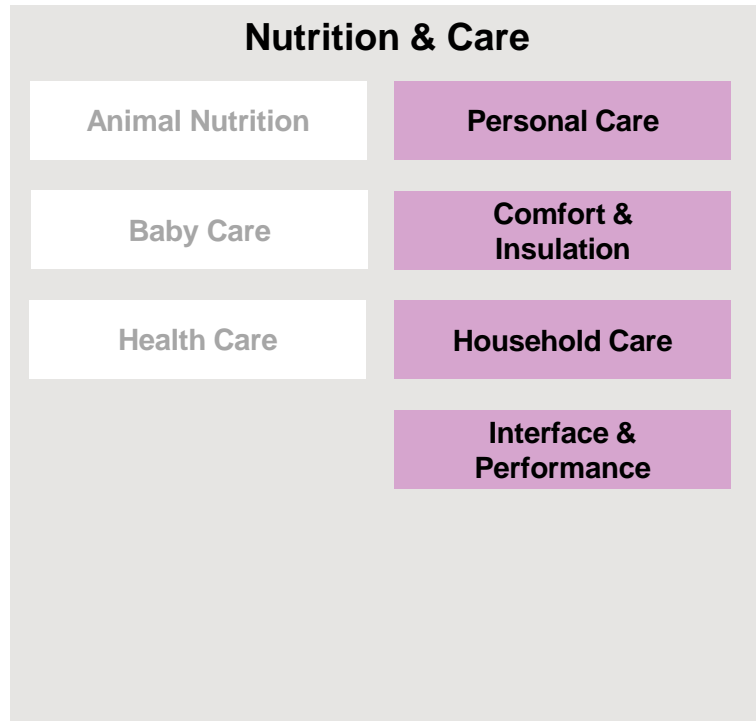 Nutrition & Care
Animal Nutrition
Personal Care
Baby Care
Comfort &
Insulation
Health Care
Household Care
Interface &
Performance